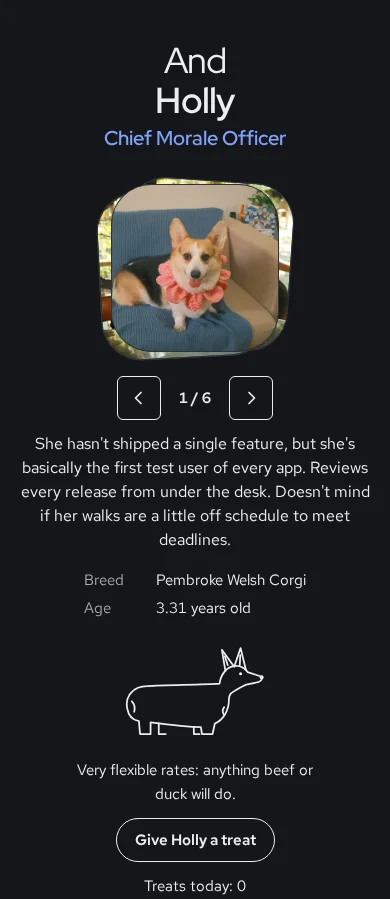 And
Holly
Chief Morale Officer
1 / 6
She hasn't shipped a single feature, but she's
basically the first test user of every app. Reviews
every release from under the desk. Doesn't mind
if her walks are a little off schedule to meet
deadlines.
Breed Pembroke Welsh Corgi
Age 3.31 years old
Very flexible rates: anything beef or
duck will do.
Give Holly a treat
Treats today: 0